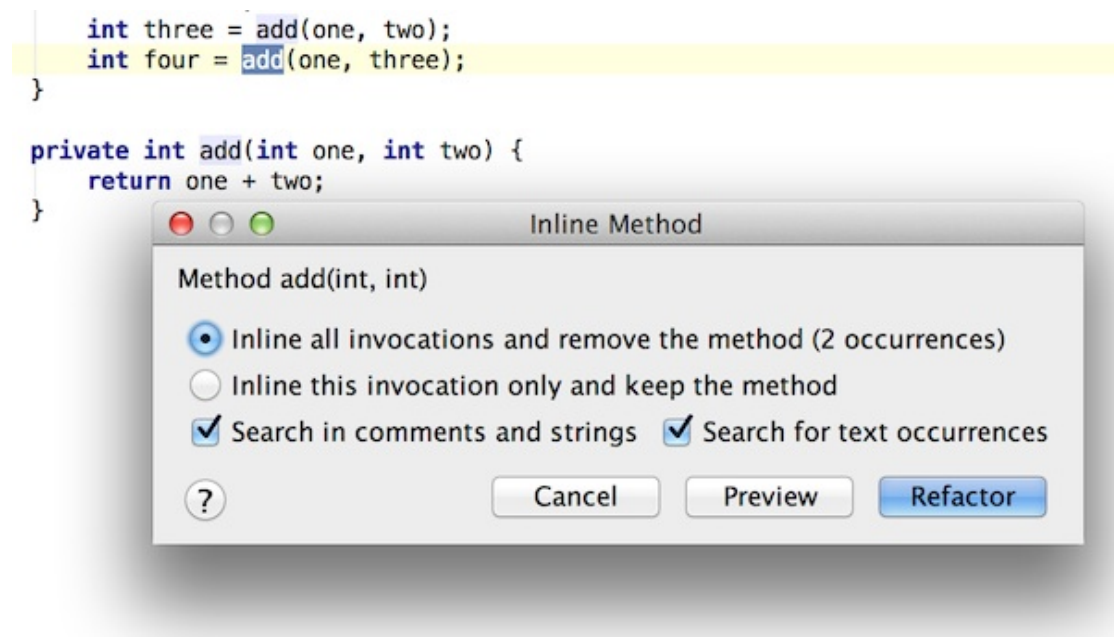 int three = add(one, two);
int four = add(one, three);
}
private int add(int one, int two) {
return one + two;
}
Inline Method
Method add(int, int)
Inline all invocations and remove the method (2 occurrences)
Inline this invocation only and keep the method
Search in comments and strings Search for text occurrences
? Cancel Preview Refactor